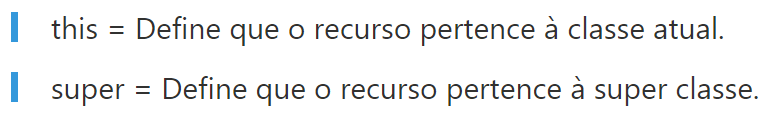 this = Define que o recurso pertence à classe atual.
super = Define que o recurso pertence à super classe.